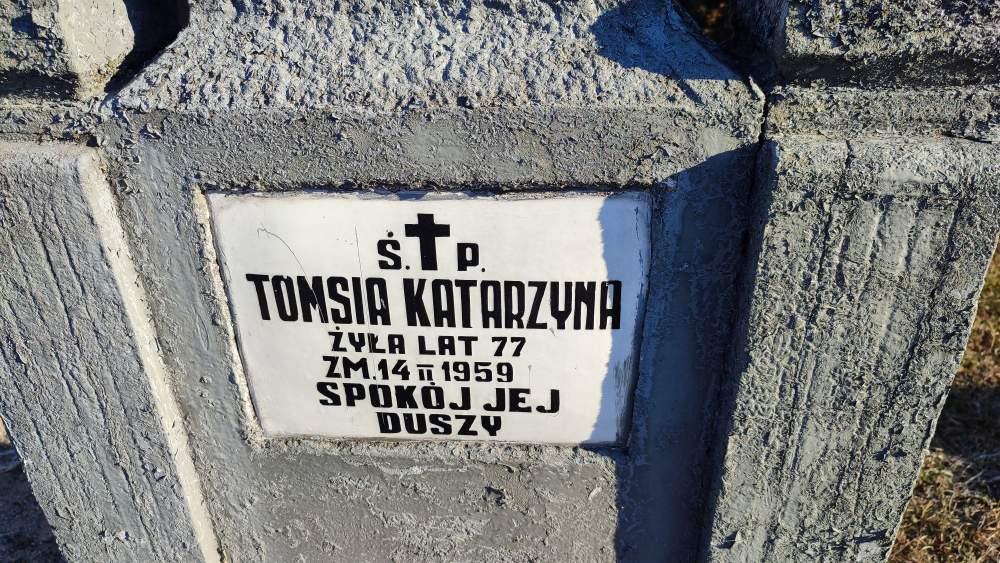 Ś. P.
TOMSIA KATARZYNA
ŻYŁA LAT 77
ZM. 14 II 1959
SPOKÓJ JEJ
DUSZY